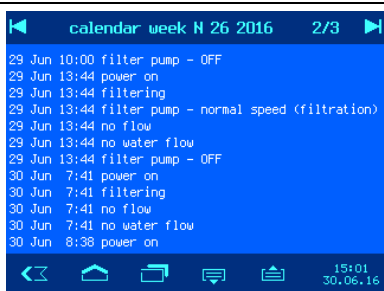 calendar week N 26 2016 2/3
29 Jun 10:00 filter pump - OFF
29 Jun 13:44 power on
29 Jun 13:44 filtering
29 Jun 13:44 filter pump - normal speed (filtration)
29 Jun 13:44 no flow
29 Jun 13:44 no water flow
29 Jun 13:44 filter pump - OFF
30 Jun 7:41 power on
30 Jun 7:41 filtering
30 Jun 7:41 no flow
30 Jun 7:41 no water flow
30 Jun 8:38 power on
15:01
30.06.16